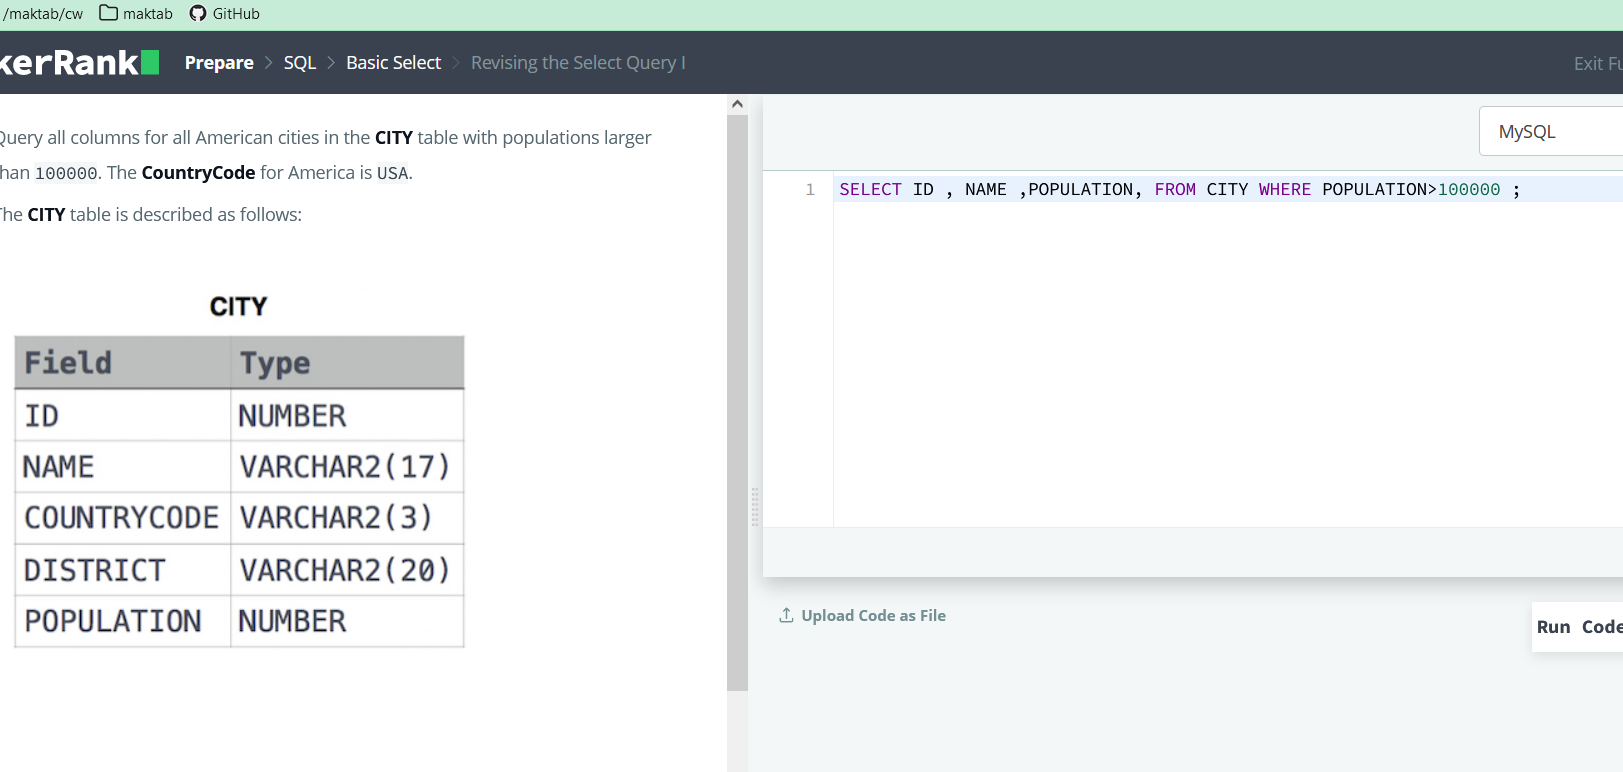 /maktab/cw maktab GitHub
kerRank Prepare > SQL > Basic Select > Revising the Select Query I Exit Fu
Query all columns for all American cities in the CITY table with populations larger
han 100000. The CountryCode for America is USA.
The CITY table is described as follows:
CITY
Field Type
ID NUMBER
NAME VARCHAR2(17)
COUNTRYCODE VARCHAR2(3)
DISTRICT VARCHAR2(20)
POPULATION NUMBER
MySQL
1 SELECT ID , NAME ,POPULATION, FROM CITY WHERE POPULATION>100000 ;
Upload Code as File
Run Code